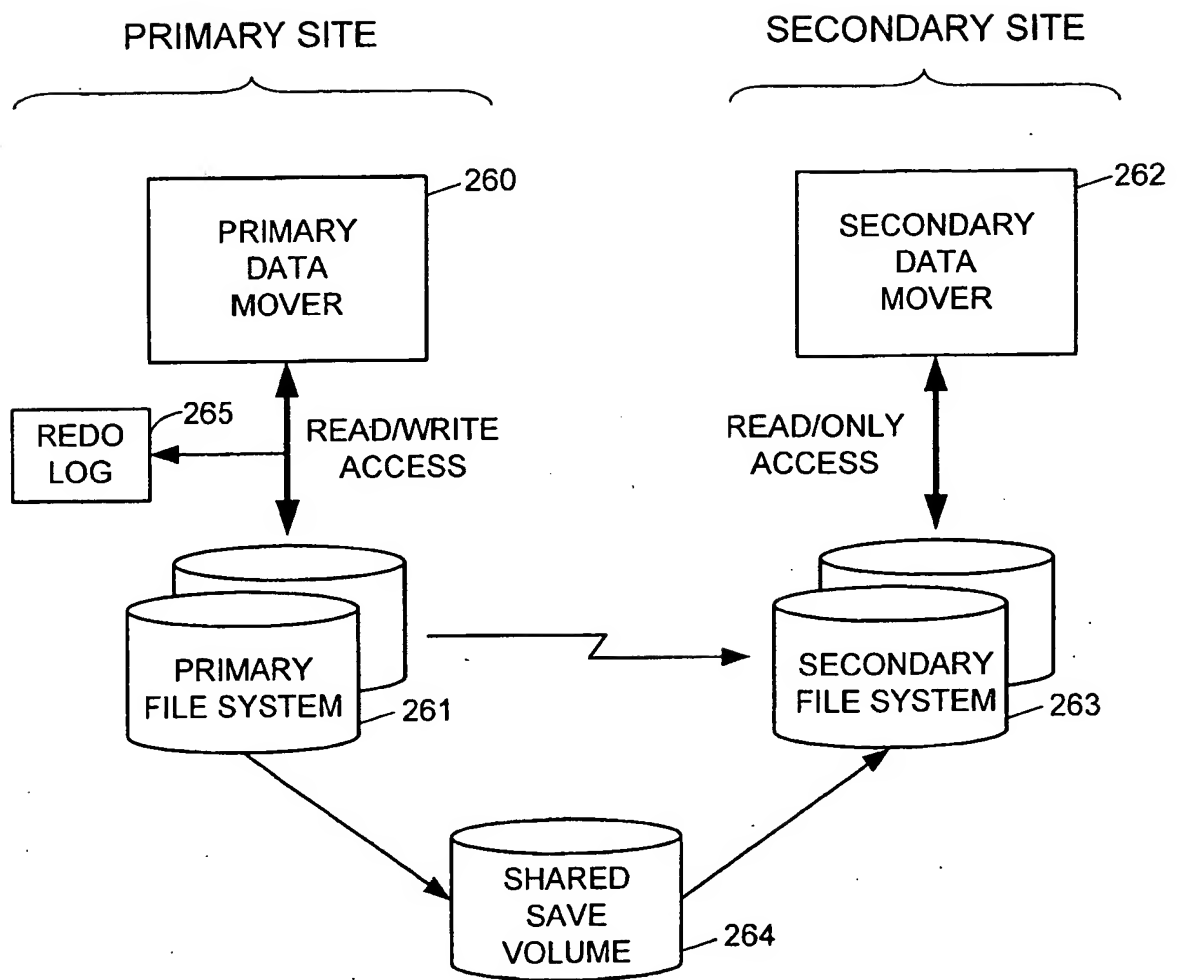 PRIMARY SITE
SECONDARY SITE
260
PRIMARY
DATA
MOVER
262
SECONDARY
DATA
MOVER
265
REDO
LOG
READ/WRITE
ACCESS
READ/ONLY
ACCESS
PRIMARY
FILE SYSTEM
261
SECONDARY
FILE SYSTEM
263
SHARED
SAVE
VOLUME
264